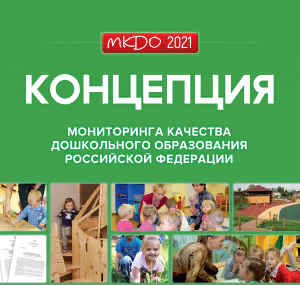 МКДО 2021
КОНЦЕПЦИЯ
МОНИТОРИНГА КАЧЕСТВА
ДОШКОЛЬНОГО ОБРАЗОВАНИЯ
РОССИЙСКОЙ ФЕДЕРАЦИИ